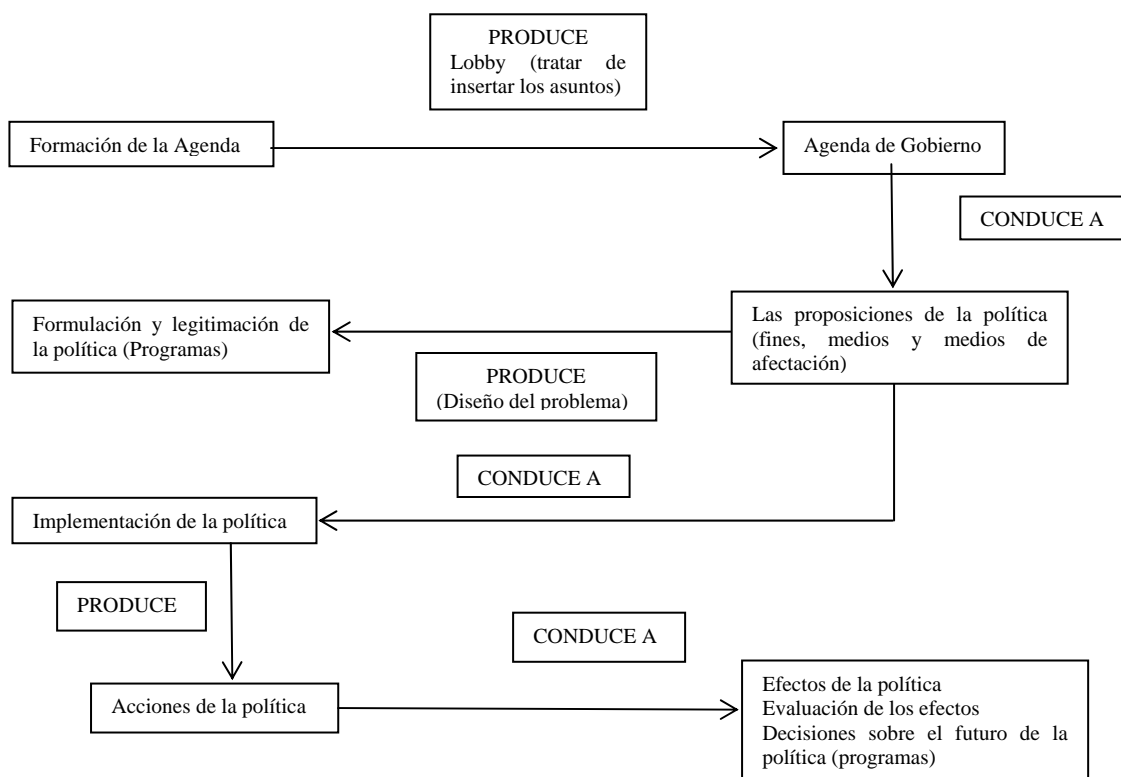 PRODUCE
Lobby (tratar de
insertar los asuntos)
Formación de la Agenda
Agenda de Gobierno
CONDUCE A
Formulación y legitimación de
la política (Programas)
Las proposiciones de la política
(fines, medios y medios de
afectación)
PRODUCE
(Diseño del problema)
CONDUCE A
Implementación de la política
PRODUCE
CONDUCE A
Acciones de la política
Efectos de la política
Evaluación de los efectos
Decisiones sobre el futuro de la
política (programas)